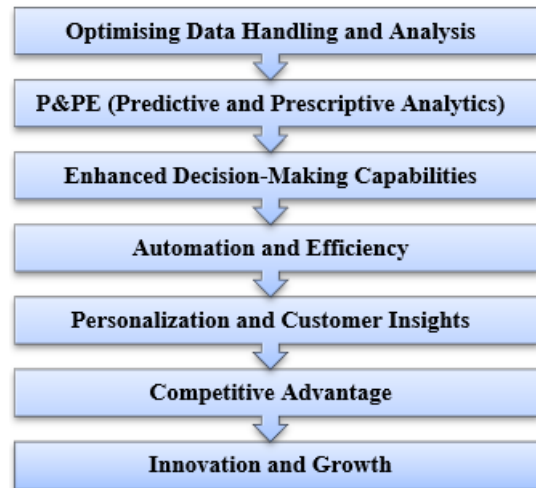 Optimising Data Handling and Analysis
P&PE (Predictive and Prescriptive Analytics)
Enhanced Decision-Making Capabilities
Automation and Efficiency
Personalization and Customer Insights
Competitive Advantage
Innovation and Growth